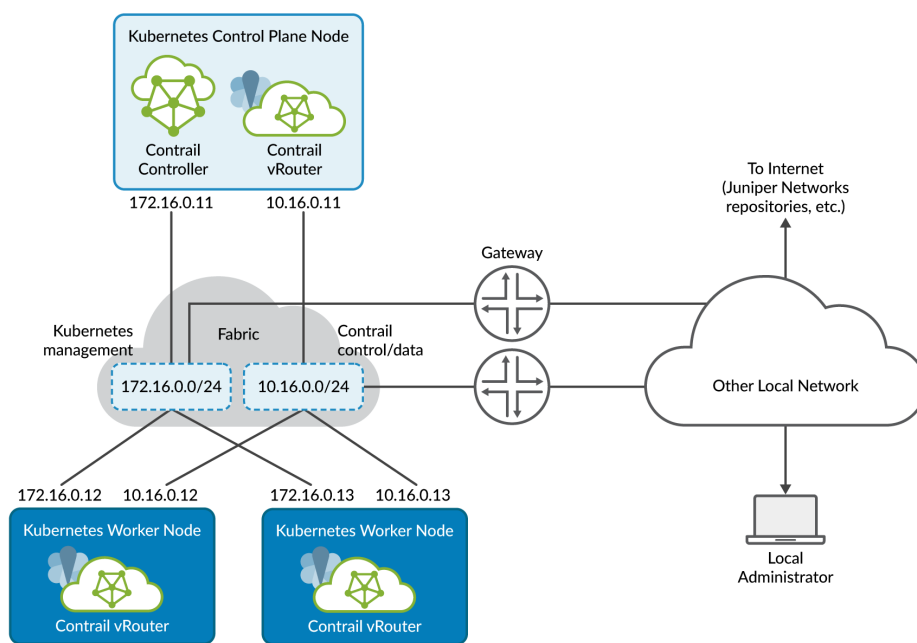 Kubernetes Control Plane Node
Contrail
Controller
Contrail
vRouter
172.16.0.11
10.16.0.11
To Internet
(Juniper Networks
repositories, etc.)
Gateway
Kubernetes
management
Fabric
Contrail
control/data
172.16.0.0/24
10.16.0.0/24
Other Local Network
172.16.0.12
10.16.0.12
172.16.0.13
10.16.0.13
Kubernetes Worker Node
Contrail vRouter
Kubernetes Worker Node
Contrail vRouter
Local
Administrator